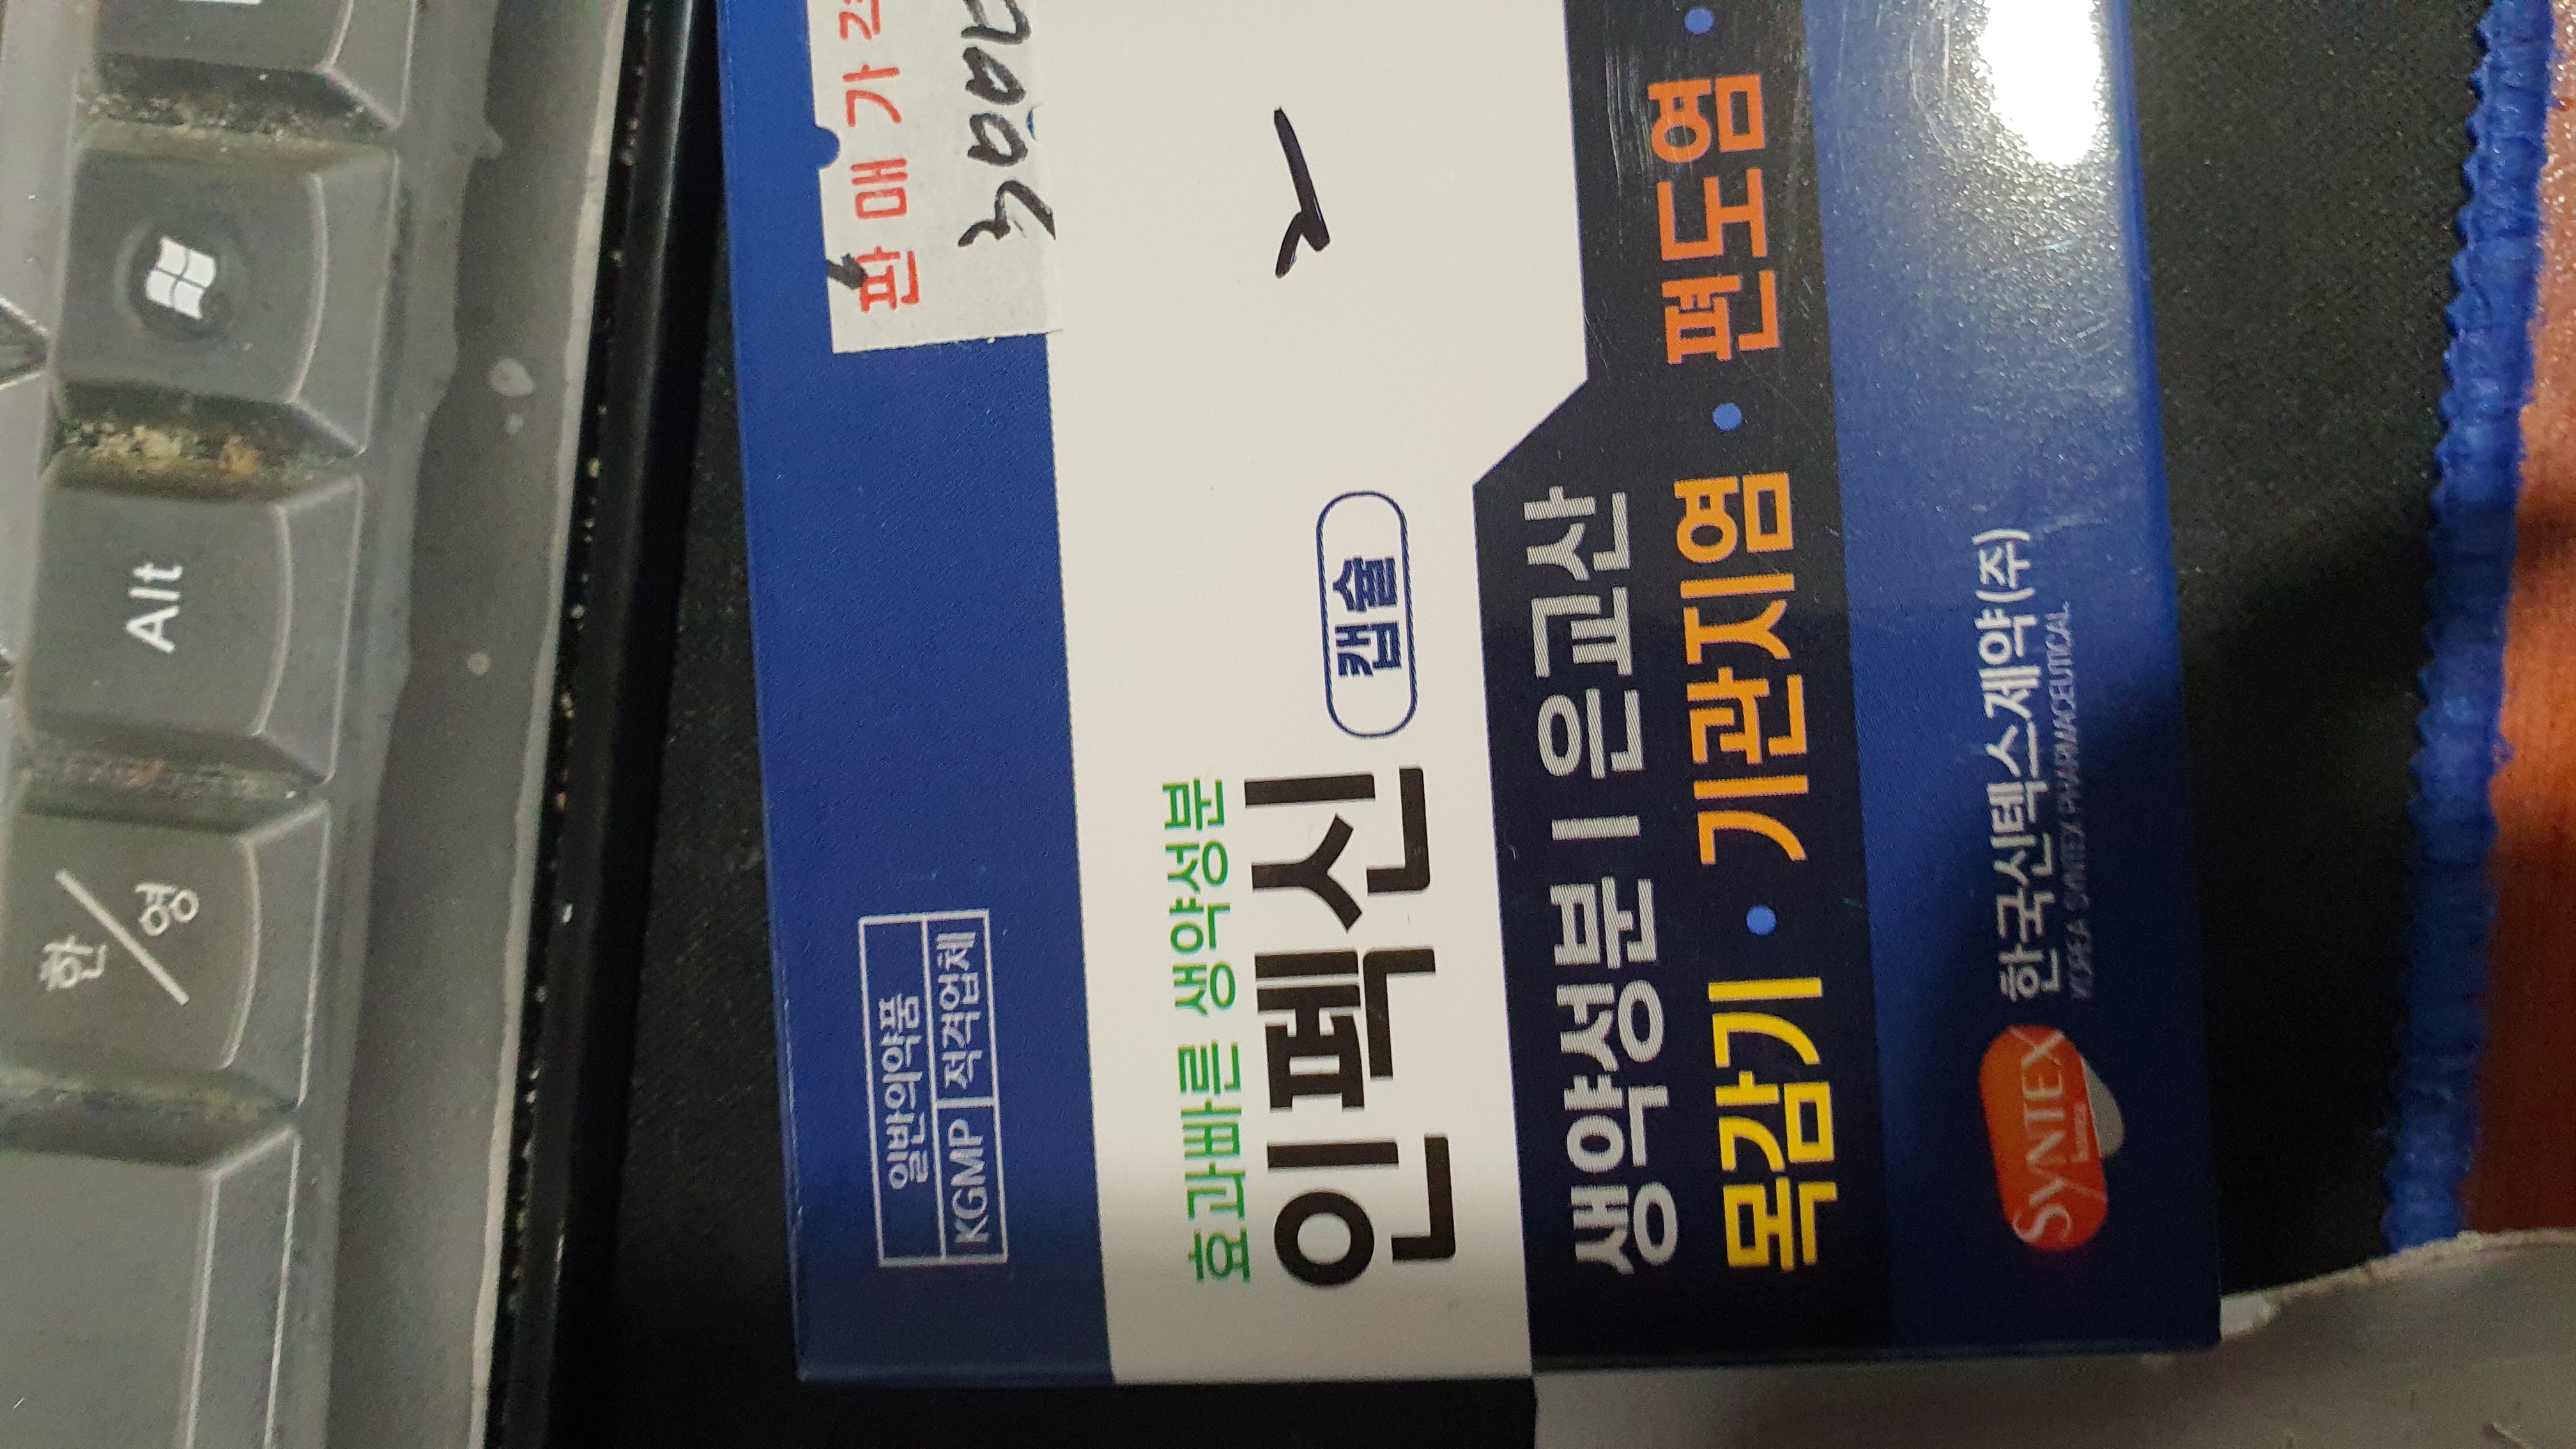 한/영
Alt
판매가
일반의약품
KGMP 적격업체
효과빠른 생약성분
인펙신 캡슐
생약성분 | 은교산
목감기 · 기관지염 · 편도염 ·
SYNTEX
한국신텍스제약(주)
KOREA SYNTEX PHARMACEUTICAL